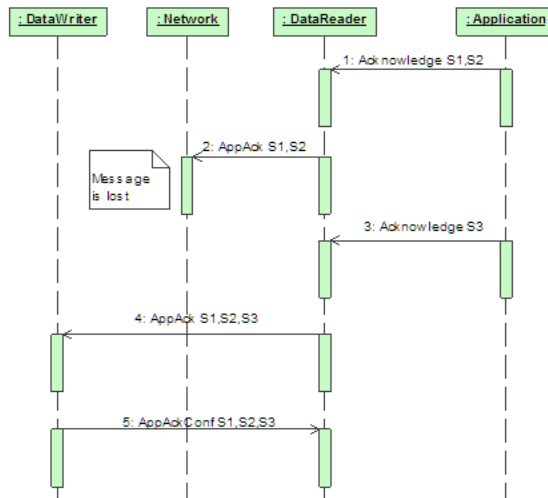 : DataWriter
: Network
: DataReader
: Application
1: Acknowledge S1,S2
2: AppAck S1,S2
Message
is lost
3: Acknowledge S3
4: AppAck S1,S2,S3
5: AppAckConf S1,S2,S3